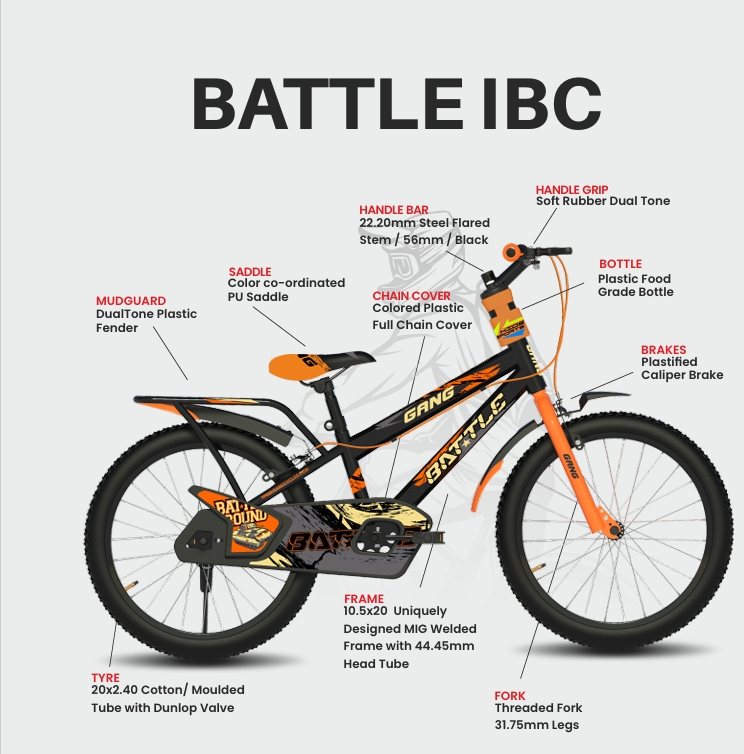 BATTLE IBC
HANDLE GRIP
Soft Rubber Dual Tone
HANDLE BAR
22.20mm Steel Flared
Stem / 56mm / Black
BOTTLE
Plastic Food
Grade Bottle
SADDLE
Color co-ordinated
PU Saddle
CHAIN COVER
Colored Plastic
Full Chain Cover
MUDGUARD
DualTone Plastic
Fender
BRAKES
Plastified
Caliper Brake
GANG
GANG
BATTLE
GANG
BATTLE
FRAME
10.5x20 Uniquely
Designed MIG Welded
Frame with 44.45mm
Head Tube
TYRE
20x2.40 Cotton/ Moulded
Tube with Dunlop Valve
FORK
Threaded Fork
31.75mm Legs